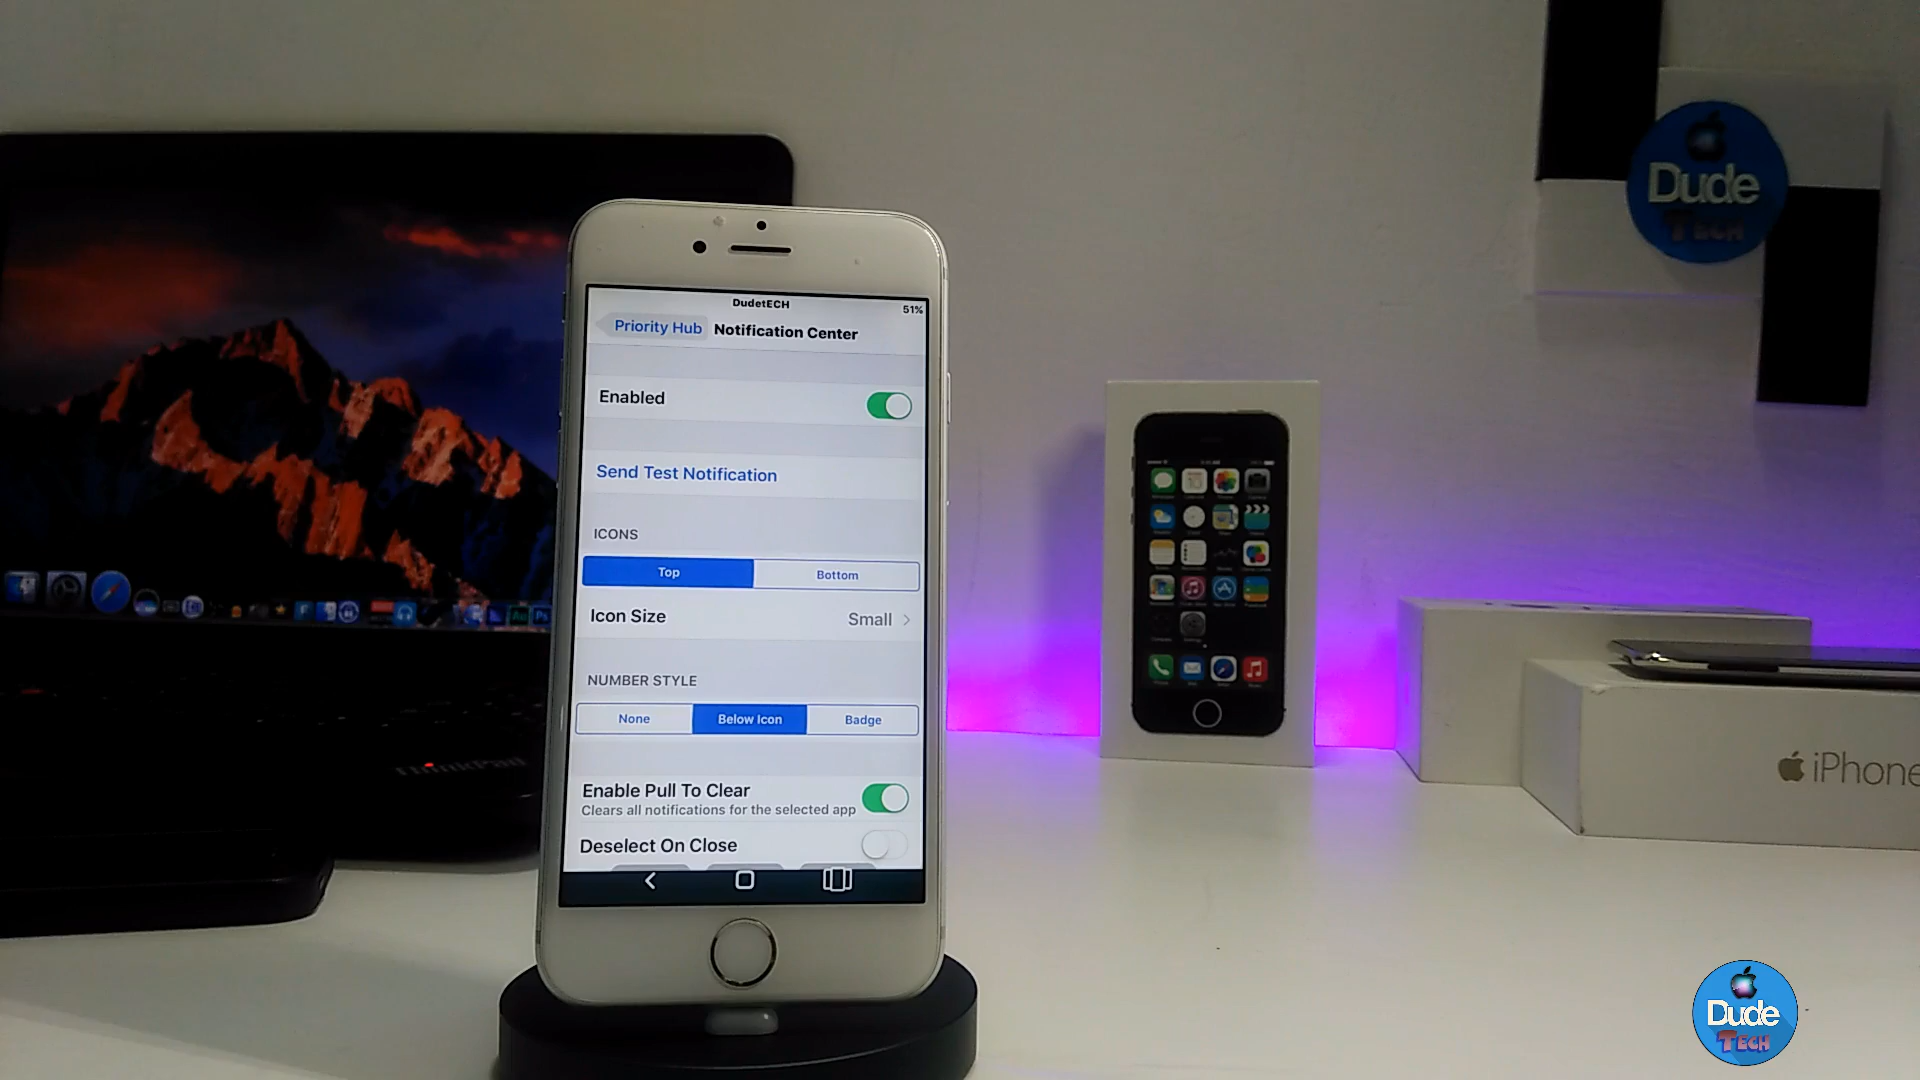 Dude
TECH
DudetECH
51%
Priority Hub
Notification Center
Enabled
Send Test Notification
ICONS
Top
Bottom
Icon Size
Small
NUMBER STYLE
None
Below Icon
Badge
Enable Pull To Clear
Clears all notifications for the selected app
Deselect On Close
ThinkPad
iPhone
Dude
TECH